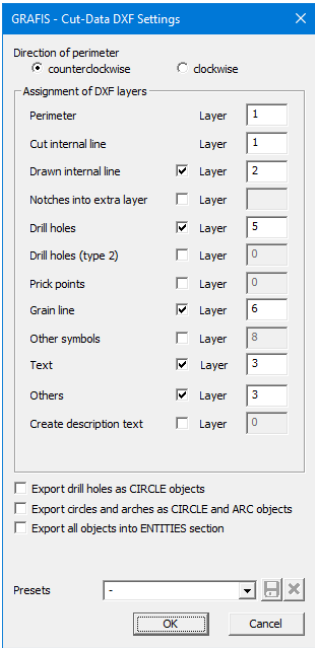 GRAFIS - Cut-Data DXF Settings
Direction of perimeter
counterclockwise clockwise
Assignment of DXF layers
Perimeter Layer 1
Cut internal line Layer 1
Drawn internal line Layer 2
Notches into extra layer Layer
Drill holes Layer 5
Drill holes (type 2) Layer 0
Prick points Layer 0
Grain line Layer 6
Other symbols Layer 8
Text Layer 3
Others Layer 3
Create description text Layer 0
Export drill holes as CIRCLE objects
Export circles and arches as CIRCLE and ARC objects
Export all objects into ENTITIES section
Presets -
OK Cancel